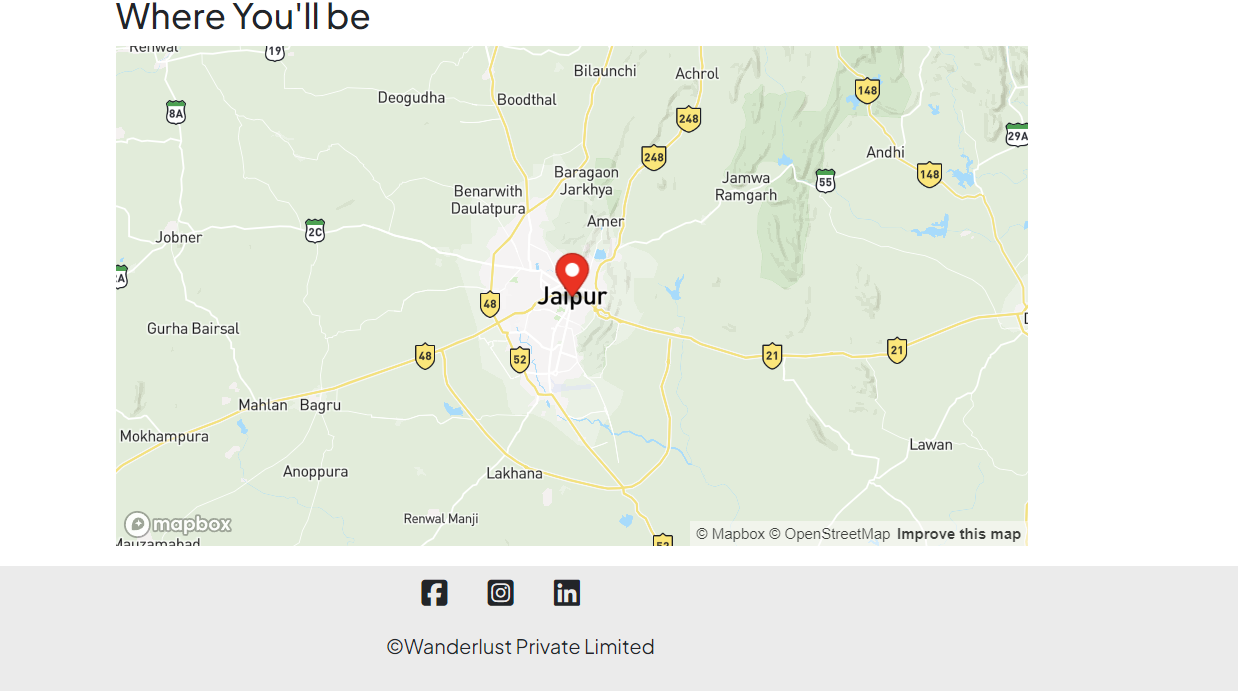 Where You'll be
Renwal
19
Bilaunchi
Achrol
148
Deogudha
Boodthal
8A
248
29A
248
Andhi
Baragaon
Jarkhya
148
Jamwa
Ramgarh
55
Benarwith
Daulatpura
Amer
2C
Jobner
A
Jaipur
48
Gurha Bairsal
48
52
21
21
Mahlan
Bagru
Mokhampura
Lawan
Anoppura
Lakhana
Renwal Manji
mapbox
© Mapbox © OpenStreetMap Improve this map
Mauzamabad
52
©Wanderlust Private Limited